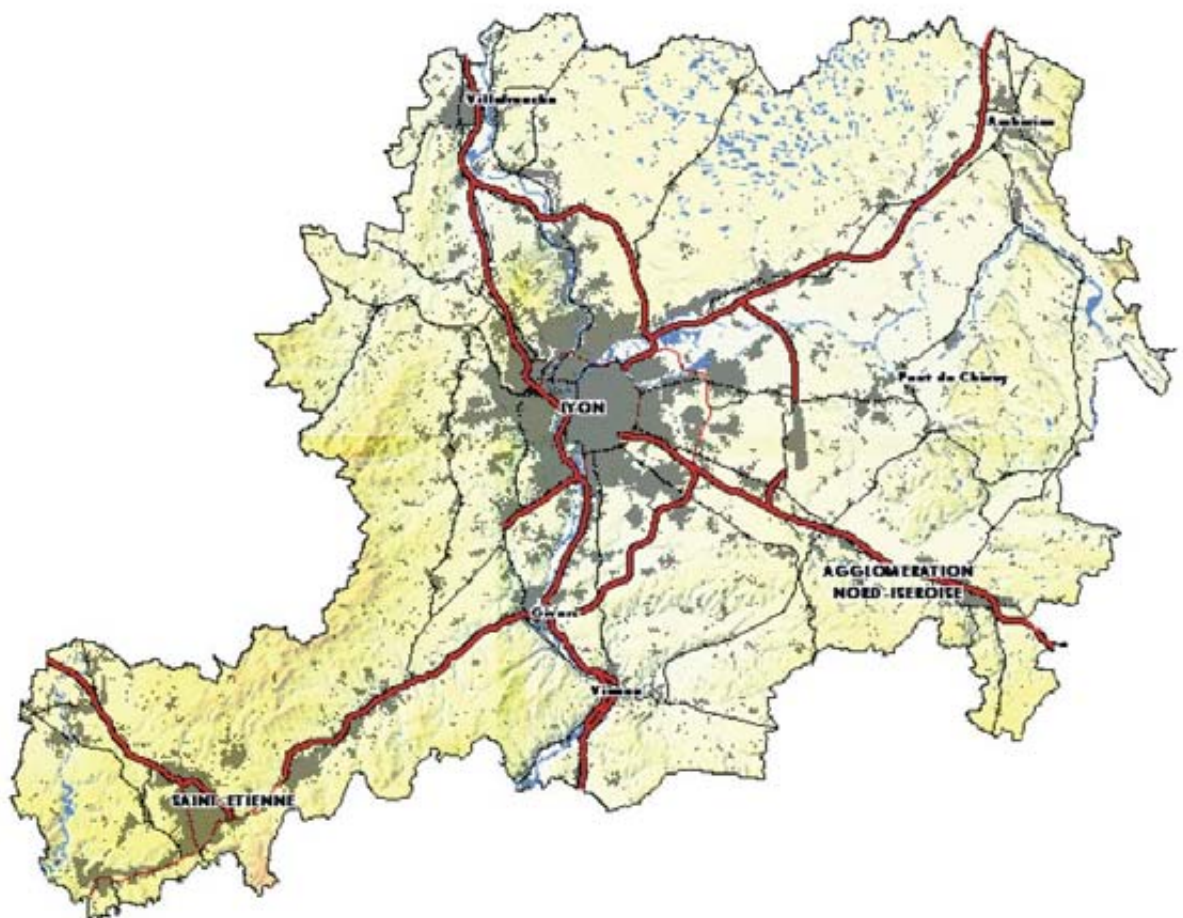 Villefranche
Ambérieu
Pont de Chéruy
LYON
AGGLOMERATION
NORD-ISEROISE
Givors
Vienne
SAINT-ETIENNE